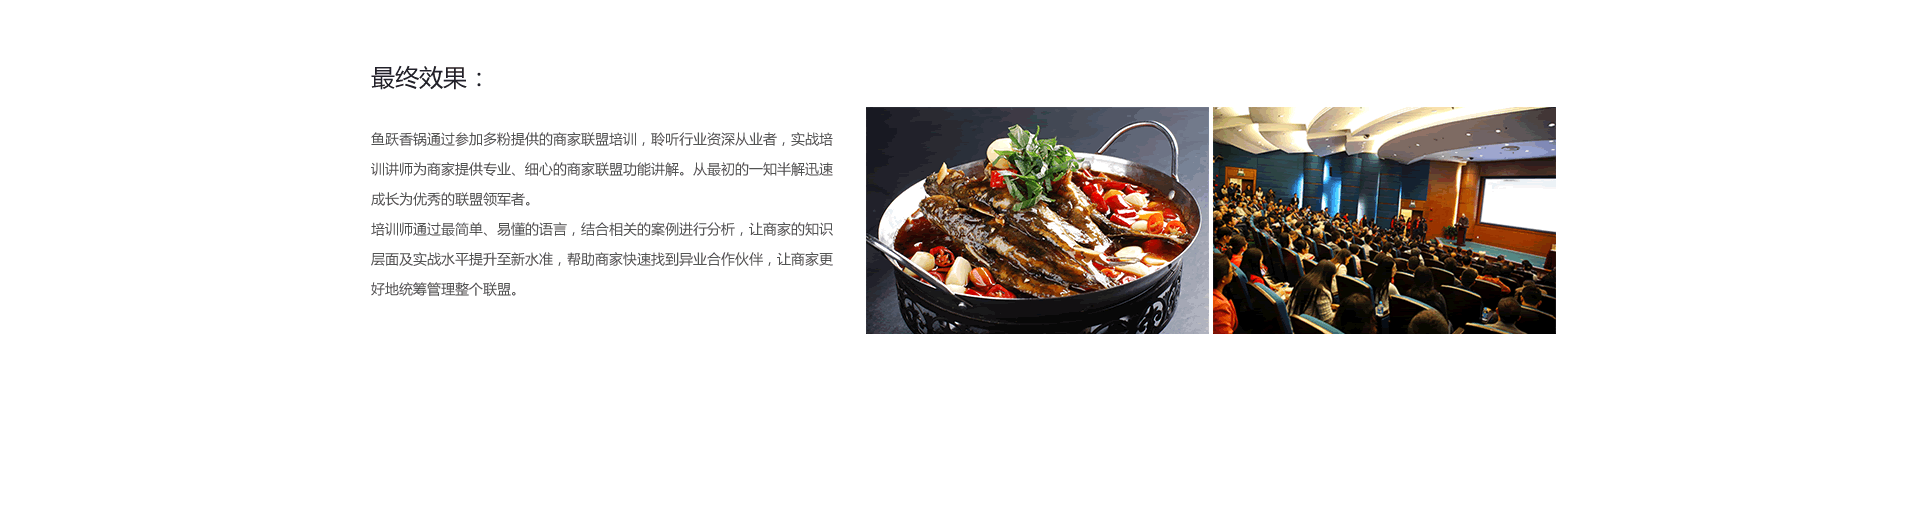 最终效果：
鱼跃香锅通过参加多粉提供的商家联盟培训，聆听行业资深从业者，实战培
训讲师为商家提供专业、细心的商家联盟功能讲解。从最初的一知半解迅速
成长为优秀的联盟领军者。
培训师通过最简单、易懂的语言，结合相关的案例进行分析，让商家的知识
层面及实战水平提升至新水准，帮助商家快速找到异业合作伙伴，让商家更
好地统筹管理整个联盟。